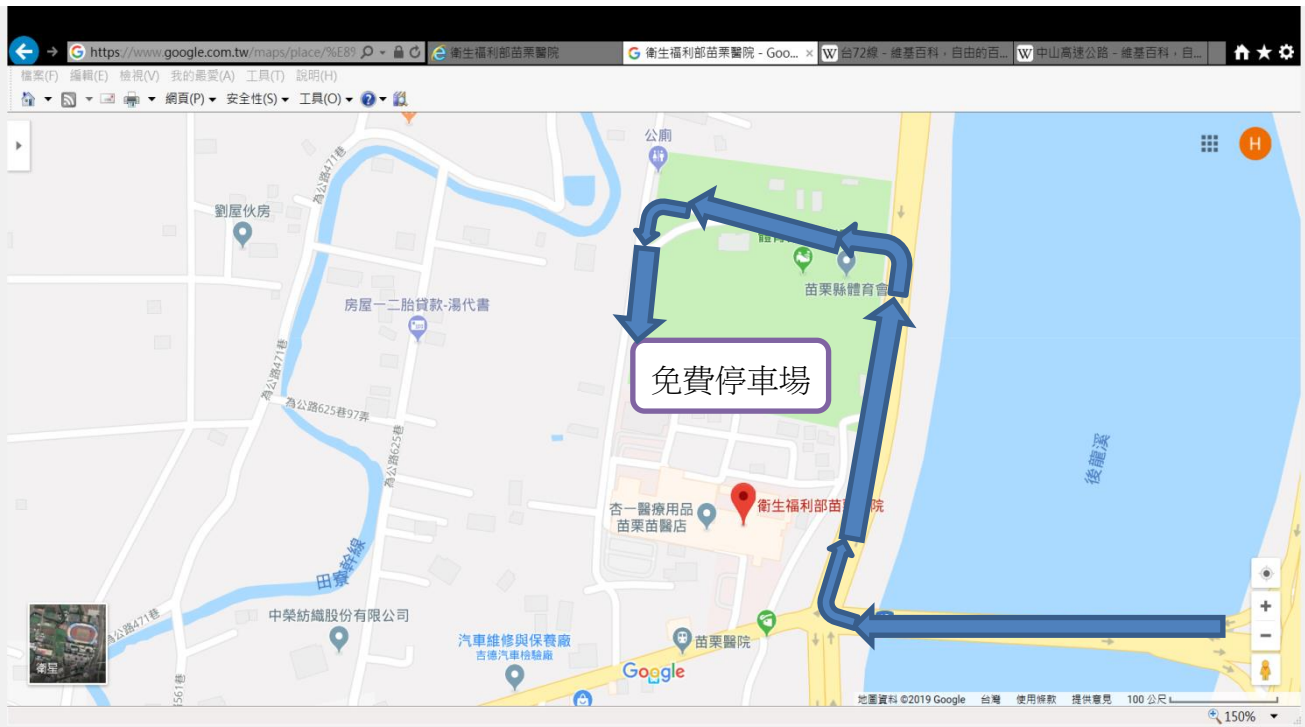 https://www.google.com.tw/maps/place/%E89
衛生福利部苗栗醫院
衛生福利部苗栗醫院 - Goo...
台72線 - 維基百科，自由的百...
中山高速公路 - 維基百科，自...
檔案(F) 編輯(E) 檢視(V) 我的最愛(A) 工具(T) 說明(H)
網頁(P) 安全性(S) 工具(O)
公廁
H
為公路471巷
劉屋伙房
苗栗縣體育會
房屋一二胎貸款-湯代書
免費停車場
為公路471巷
為公路625巷97弄
為公路625巷
後龍溪
杏一醫療用品
苗栗苗醫店
衛生福利部苗
院
田寮幹線
中榮紡織股份有限公司
公路471巷
汽車維修與保養廠
吉德汽車檢驗廠
苗栗醫院
衛星
561巷
Google
地圖資料 ©2019 Google 台灣 使用條款 提供意見 100 公尺
150%